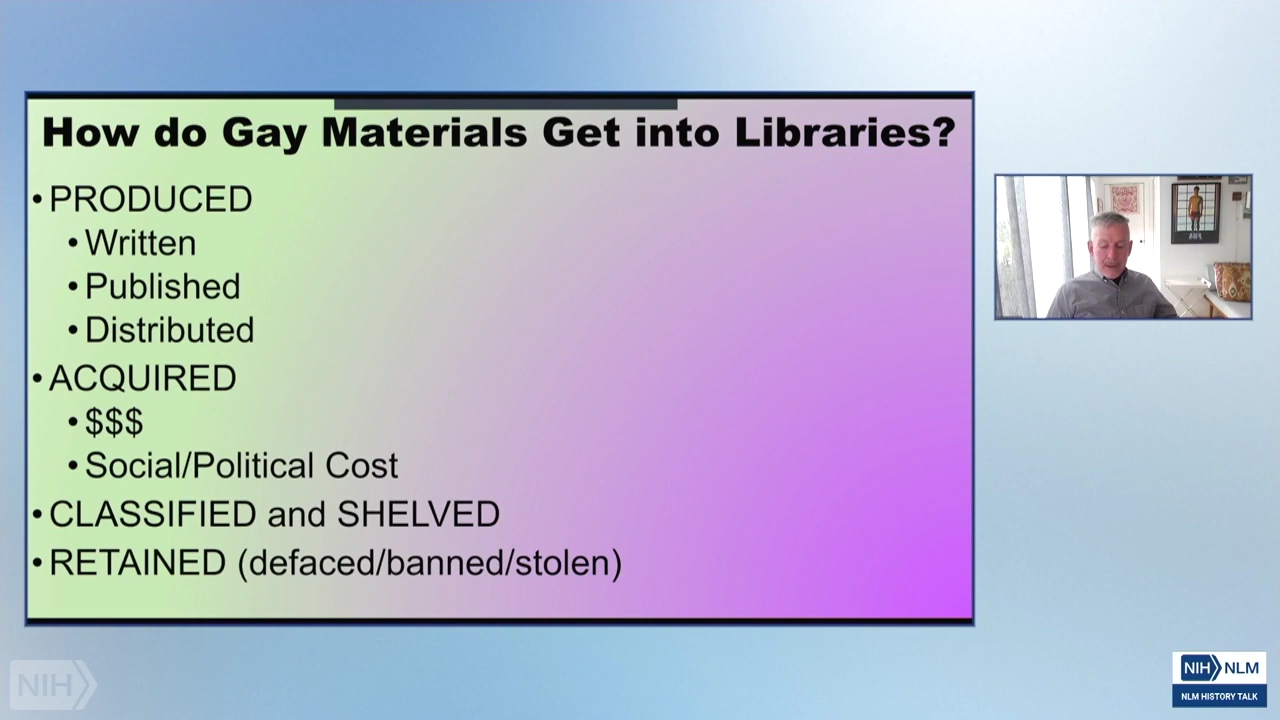 How do Gay Materials Get into Libraries?
• PRODUCED
• Written
• Published
• Distributed
• ACQUIRED
• $$$
• Social/Political Cost
• CLASSIFIED and SHELVED
• RETAINED (defaced/banned/stolen)
NIH
NIH NLM
NLM HISTORY TALK